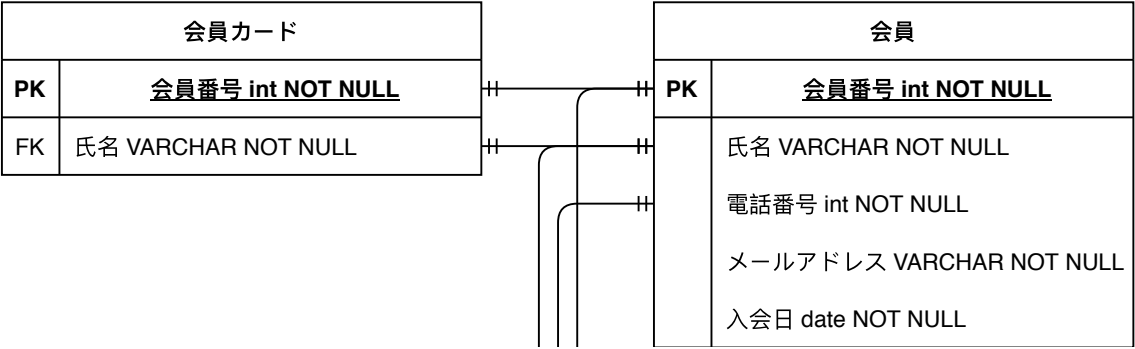 会員カード
PK 会員番号 int NOT NULL
FK 氏名 VARCHAR NOT NULL
会員
PK 会員番号 int NOT NULL
氏名 VARCHAR NOT NULL
電話番号 int NOT NULL
メールアドレス VARCHAR NOT NULL
入会日 date NOT NULL